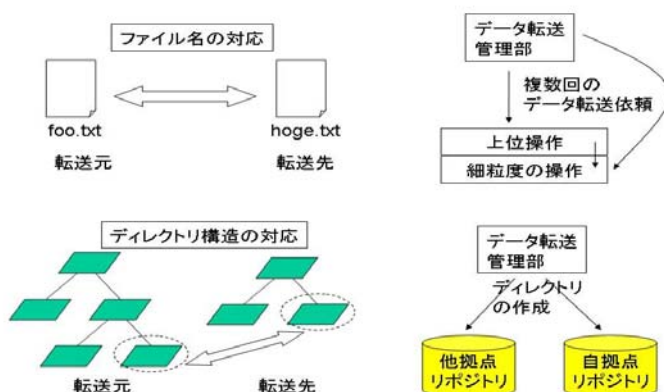 ファイル名の対応
foo.txt
転送元
hoge.txt
転送先
データ転送
管理部
複数回の
データ転送依頼
上位操作
細粒度の操作
ディレクトリ構造の対応
転送元
転送先
データ転送
管理部
ディレクトリ
の作成
他拠点
リポジトリ
自拠点
リポジトリ